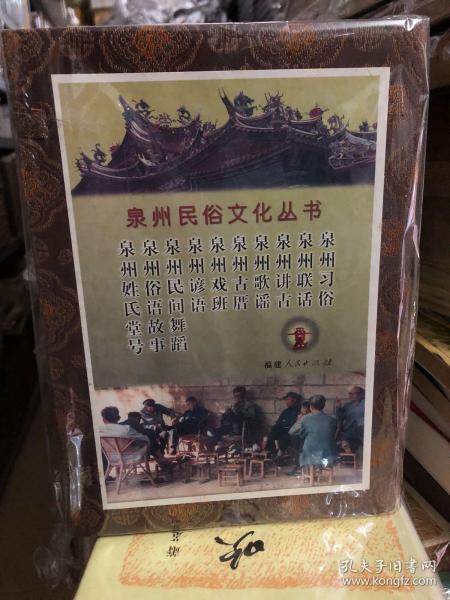 泉州民俗文化丛书
泉州习俗
泉州联话
泉州讲古
泉州歌谣
泉州古厝
泉州戏班
泉州谚语
泉州民间舞蹈
泉州俗语故事
泉州姓氏堂号
福建人民出版社
孔夫子旧书网
www.kongfz.com